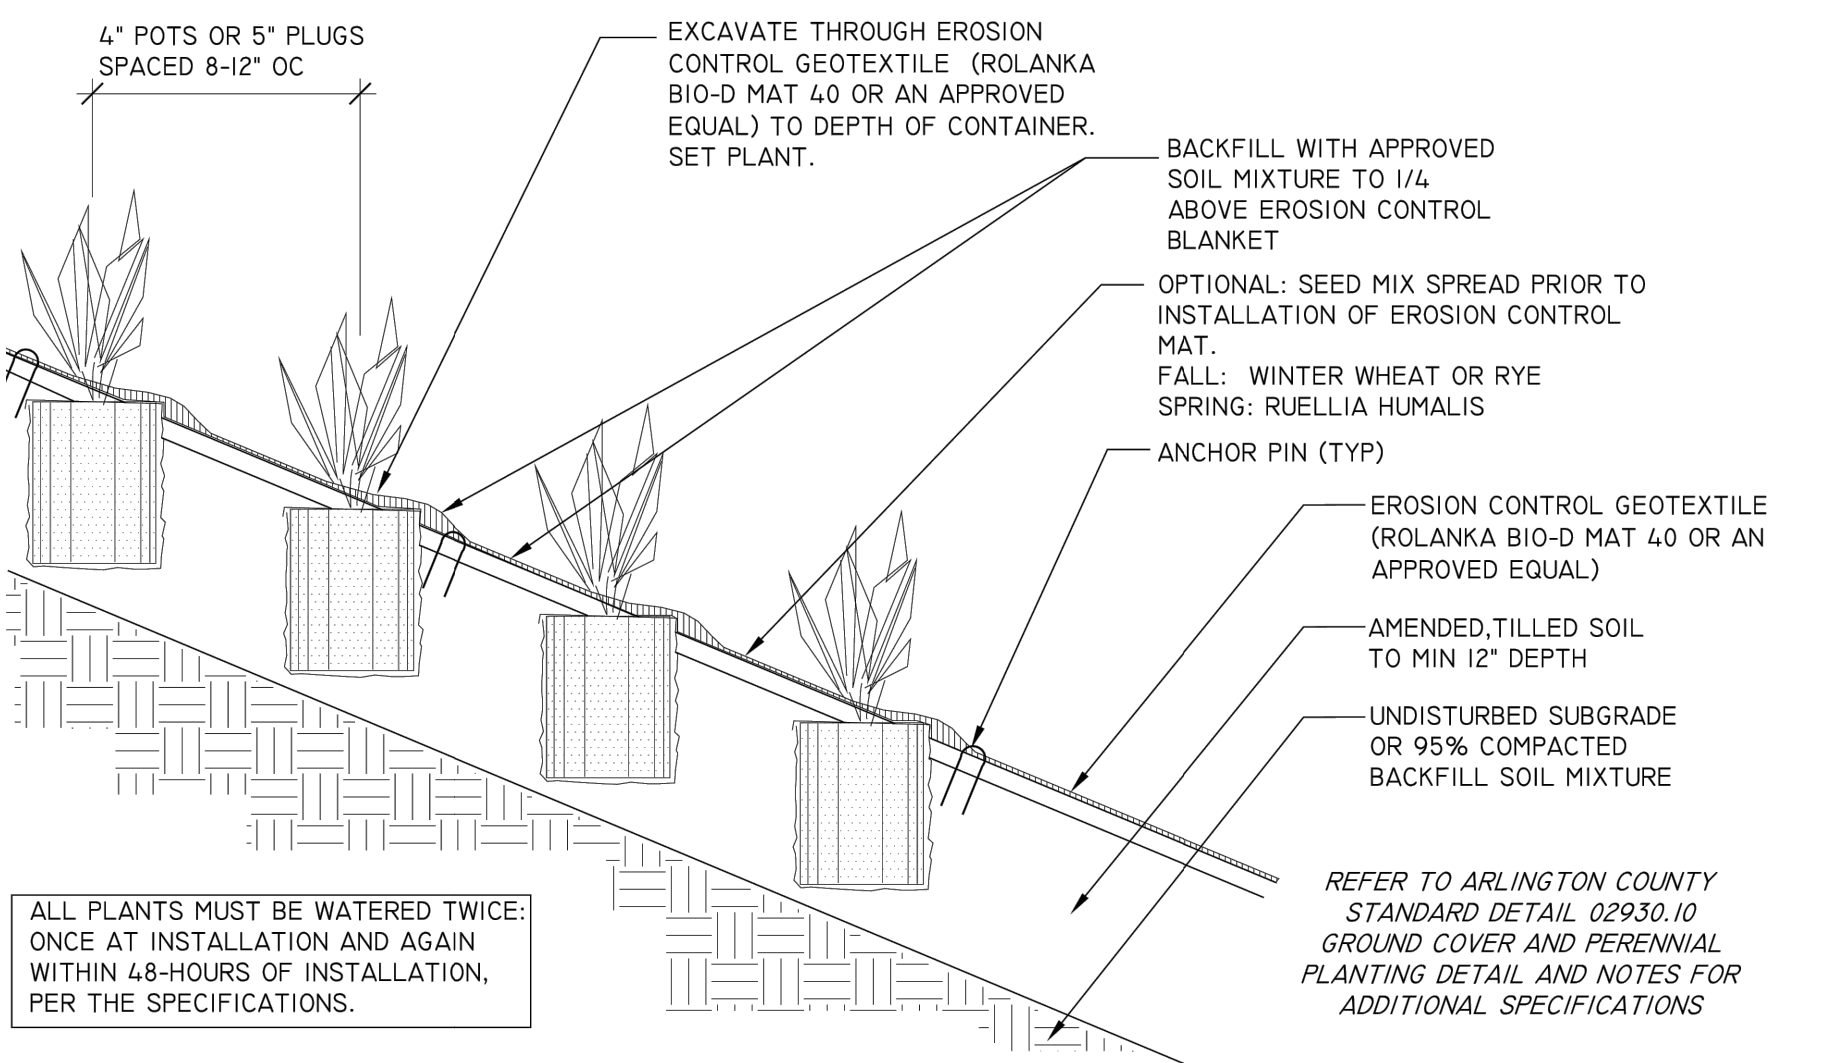 4" POTS OR 5" PLUGS
SPACED 8-12" OC
EXCAVATE THROUGH EROSION
CONTROL GEOTEXTILE (ROLANKA
BIO-D MAT 40 OR AN APPROVED
EQUAL) TO DEPTH OF CONTAINER.
SET PLANT.
BACKFILL WITH APPROVED
SOIL MIXTURE TO 1/4
ABOVE EROSION CONTROL
BLANKET
OPTIONAL: SEED MIX SPREAD PRIOR TO
INSTALLATION OF EROSION CONTROL
MAT.
FALL: WINTER WHEAT OR RYE
SPRING: RUELLIA HUMALIS
ANCHOR PIN (TYP)
EROSION CONTROL GEOTEXTILE
(ROLANKA BIO-D MAT 40 OR AN
APPROVED EQUAL)
AMENDED,TILLED SOIL
TO MIN 12" DEPTH
UNDISTURBED SUBGRADE
OR 95% COMPACTED
BACKFILL SOIL MIXTURE
ALL PLANTS MUST BE WATERED TWICE:
ONCE AT INSTALLATION AND AGAIN
WITHIN 48-HOURS OF INSTALLATION,
PER THE SPECIFICATIONS.
REFER TO ARLINGTON COUNTY
STANDARD DETAIL 02930.10
GROUND COVER AND PERENNIAL
PLANTING DETAIL AND NOTES FOR
ADDITIONAL SPECIFICATIONS